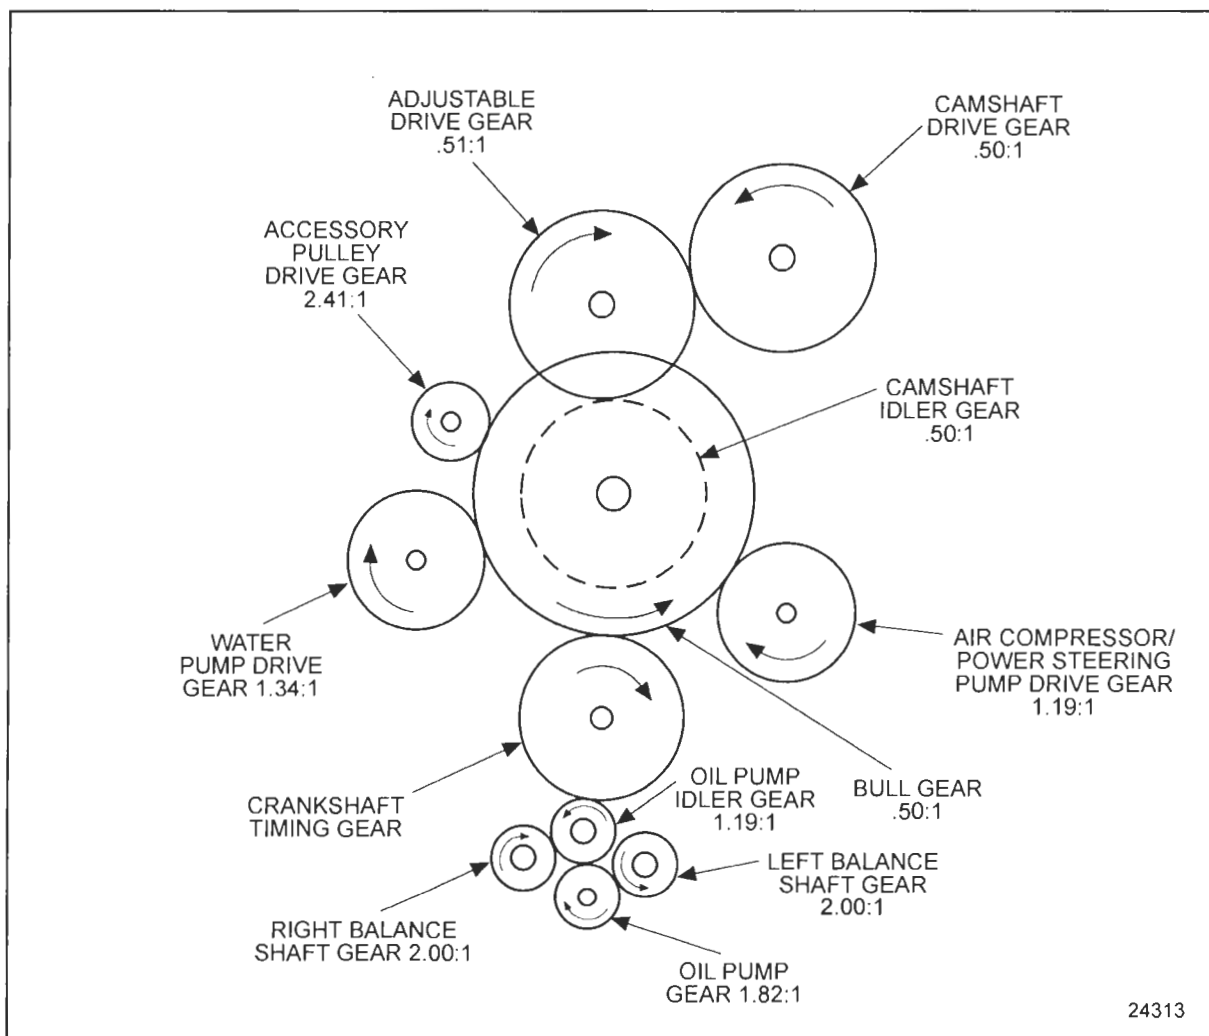 ADJUSTABLE
DRIVE GEAR
.51:1
CAMSHAFT
DRIVE GEAR
.50:1
ACCESSORY
PULLEY
DRIVE GEAR
2.41:1
CAMSHAFT
IDLER GEAR
.50:1
WATER
PUMP DRIVE
GEAR 1.34:1
AIR COMPRESSOR/
POWER STEERING
PUMP DRIVE GEAR
1.19:1
CRANKSHAFT
TIMING GEAR
OIL PUMP
IDLER GEAR
1.19:1
BULL GEAR
.50:1
LEFT BALANCE
SHAFT GEAR
2.00:1
RIGHT BALANCE
SHAFT GEAR 2.00:1
OIL PUMP
GEAR 1.82:1
24313